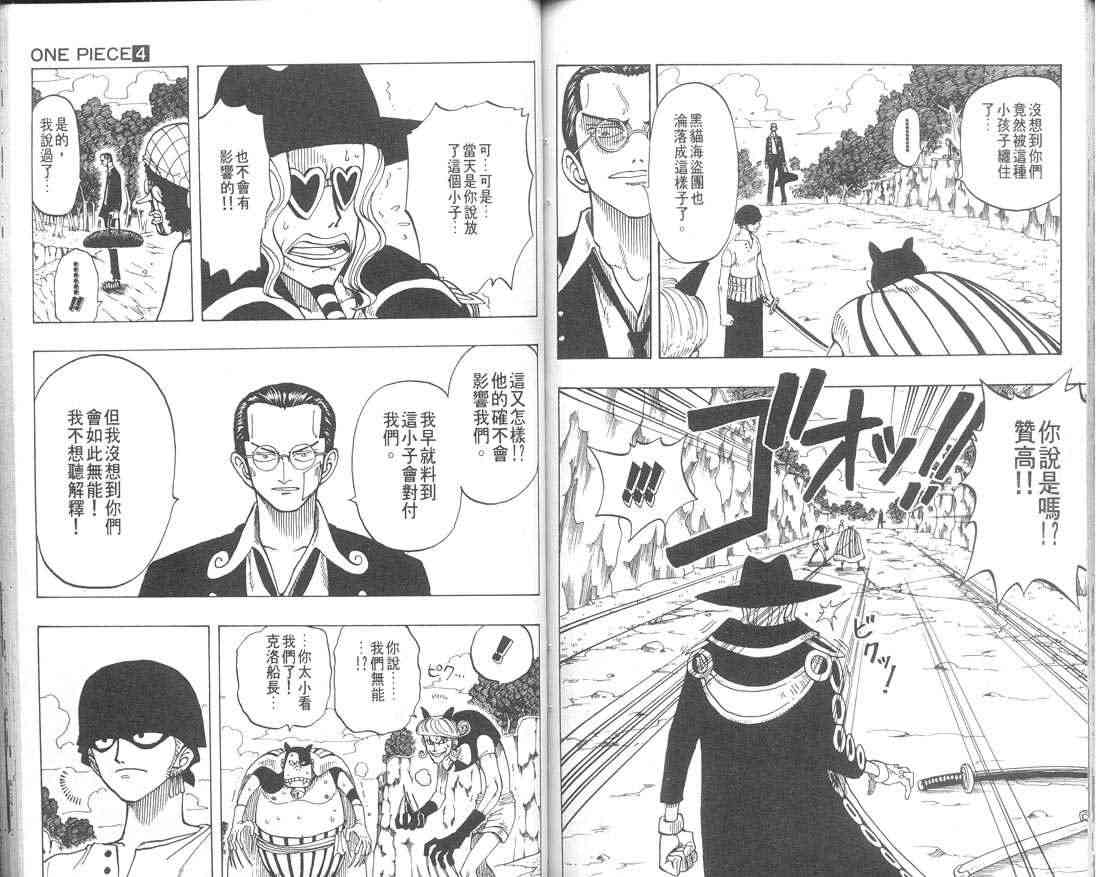 沒想到你們
竟然被這種
小孩子纏住
了…
…………
黑貓海盜團也
淪落成這樣子了。
你說是嗎!?
贊高!!
ゴオッ!!
!!!
ビクッ!
ONE PIECE 4
可…可是…
當天是你說放
了這個小子…
也不會有
影響的!!
是的，
我說過了…
…………!!
這又怎樣!?
他的確不會
影響我們。
我早就料到
這小子會對付
我們。
但我沒想到你們
會如此無能！
我不想聽解釋！
!
ピク…
你說……
我們無能
…!?
…你太小看
我們了！
克洛船長…